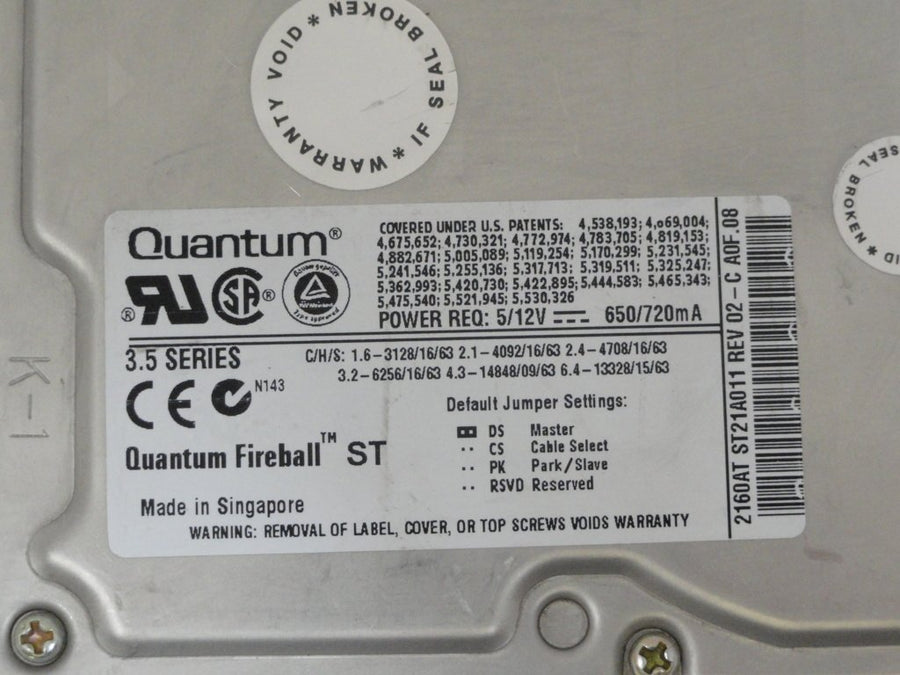 * WARRANTY VOID * IF SEAL BROKEN
SEAL BROKEN *
ID
Quantum®
COVERED UNDER U.S. PATENTS: 4,538,193; 4,069,004;
4,675,652; 4,730,321; 4,772,974; 4,783,705; 4,819,153;
4,882,671; 5,005,089; 5,119,254; 5,170,299; 5,231,545;
5,241,546; 5,255,136; 5,317,713; 5,319,511; 5,325,247;
5,362,993; 5,420,730; 5,422,895; 5,444,583; 5,465,343;
5,475,540; 5,521,945; 5,530,326
POWER REQ: 5/12V 650/720mA
® SA ®
3.5 SERIES
C/H/S: 1.6-3128/16/63 2.1-4092/16/63 2.4-4708/16/63
3.2-6256/16/63 4.3-14848/09/63 6.4-13328/15/63
CE N143
Default Jumper Settings:
DS Master
CS Cable Select
PK Park/Slave
RSVD Reserved
Quantum Fireball™ ST
Made in Singapore
WARNING: REMOVAL OF LABEL, COVER, OR TOP SCREWS VOIDS WARRANTY
2160AT ST21A011 REV 02-C A0F.08
K-1